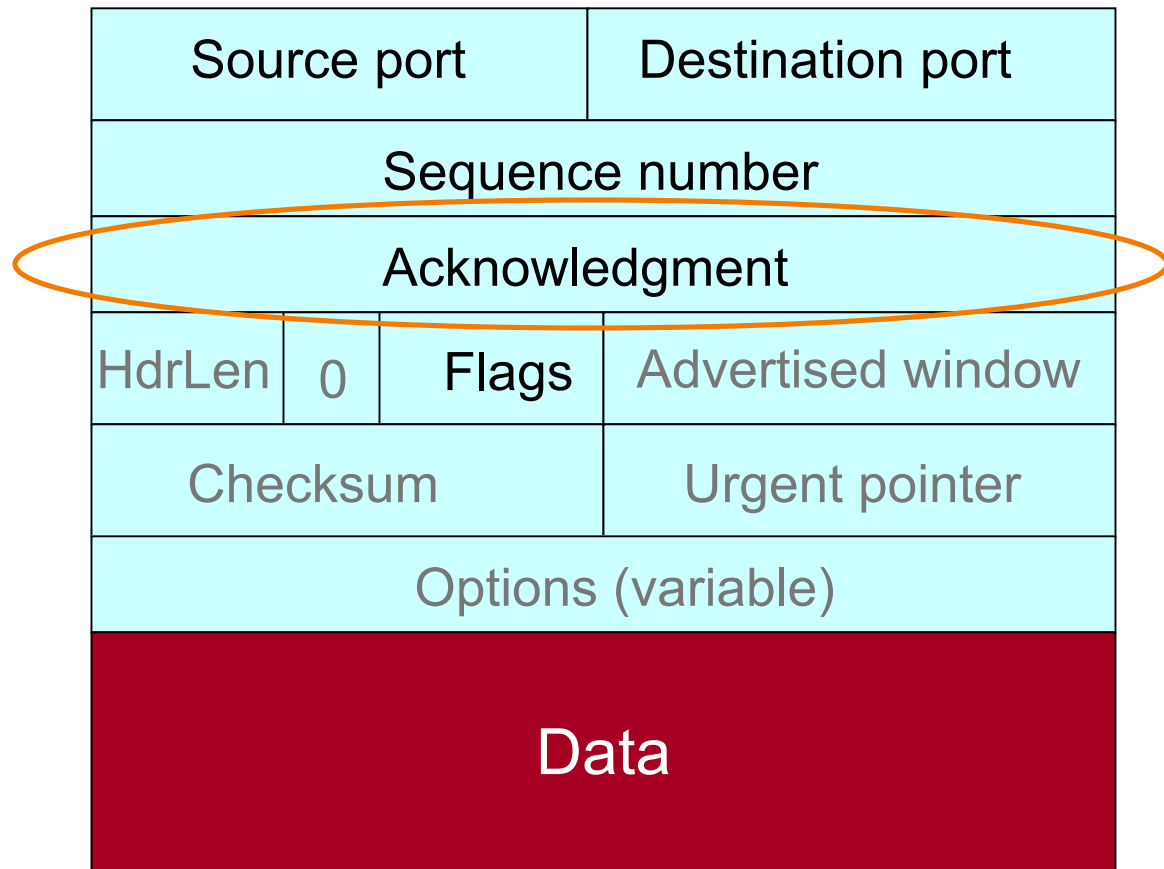 Source port Destination port
Sequence number
Acknowledgment
HdrLen 0 Flags Advertised window
Checksum Urgent pointer
Options (variable)
Data